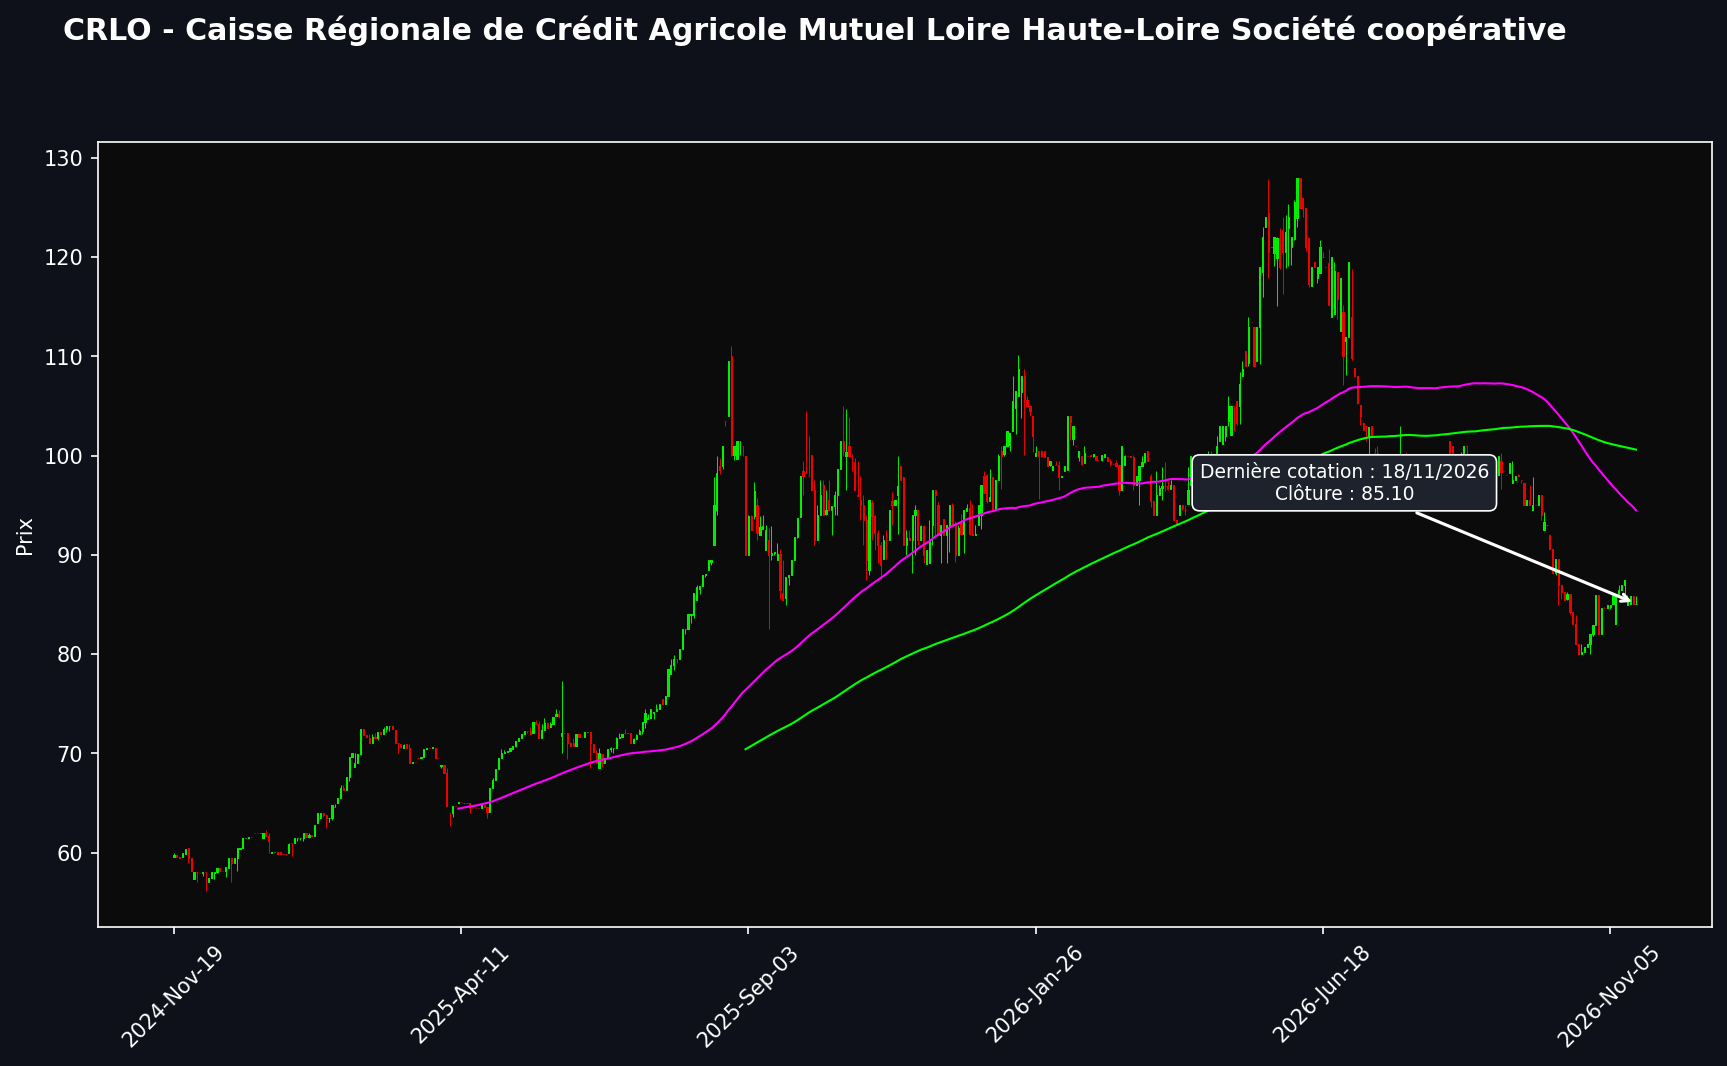 CRLO - Caisse Régionale de Crédit Agricole Mutuel Loire Haute-Loire Société coopérative
130
120
110
100
90
80
70
60
Prix
Dernière cotation : 18/11/2026
Clôture : 85.10
2024-Nov-19
2025-Apr-11
2025-Sep-03
2026-Jan-26
2026-Jun-18
2026-Nov-05